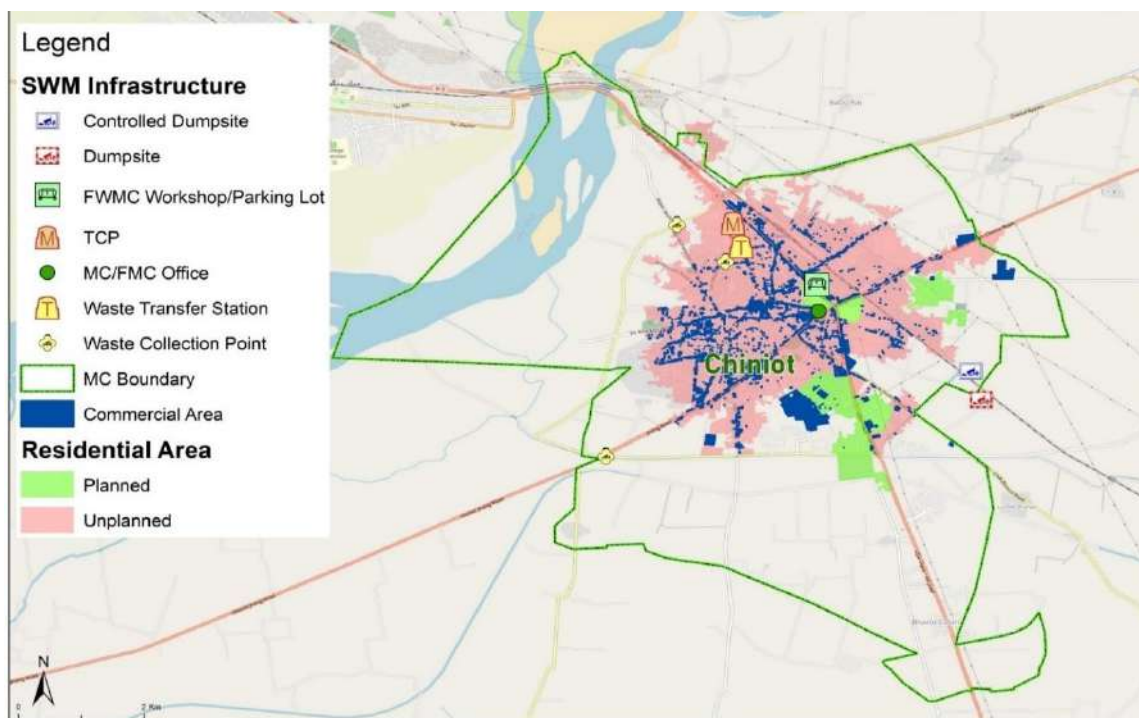 Legend
SWM Infrastructure
Controlled Dumpsite
Dumpsite
FWMC Workshop/Parking Lot
M
TCP
MC/FMC Office
T
Waste Transfer Station
Waste Collection Point
MC Boundary
Commercial Area
Residential Area
Planned
Unplanned
M
T
Chiniot
N
0
2 Km